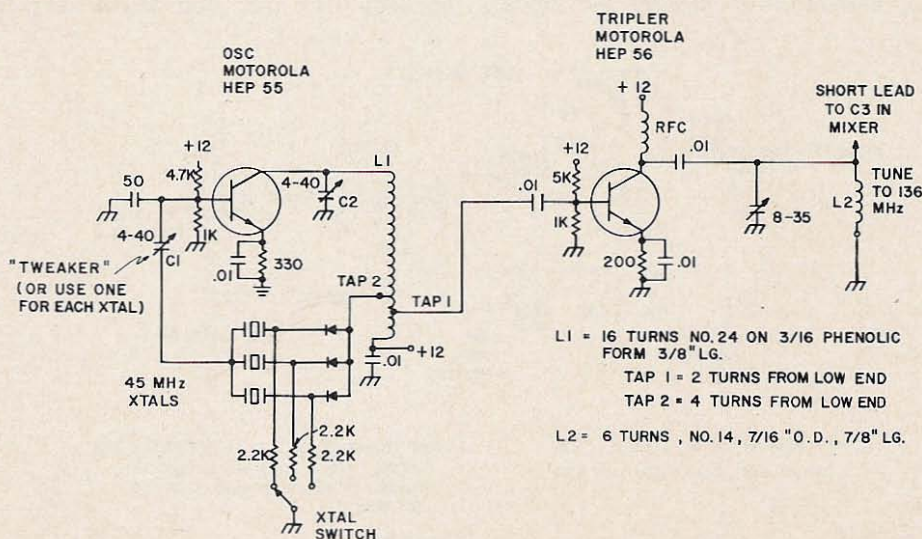 TRIPLER
MOTOROLA
HEP 56
OSC
MOTOROLA
HEP 55
+ 12
SHORT LEAD
TO C3 IN
MIXER
RFC
+12
50
4.7K
4-40
C2
L1
+12
5K
.01
.01
TUNE
TO 136
MHz
L2
8-35
1K
4-40
C1
"TWEAKER"
(OR USE ONE
FOR EACH XTAL)
.01
330
TAP 2
TAP 1
1K
200
.01
.01
+12
45 MHz
XTALS
L1 = 16 TURNS NO. 24 ON 3/16 PHENOLIC
FORM 3/8" LG.
TAP 1 = 2 TURNS FROM LOW END
TAP 2 = 4 TURNS FROM LOW END
L2 = 6 TURNS , NO. 14, 7/16 "O.D., 7/8" LG.
2.2K
2.2K
2.2K
XTAL
SWITCH